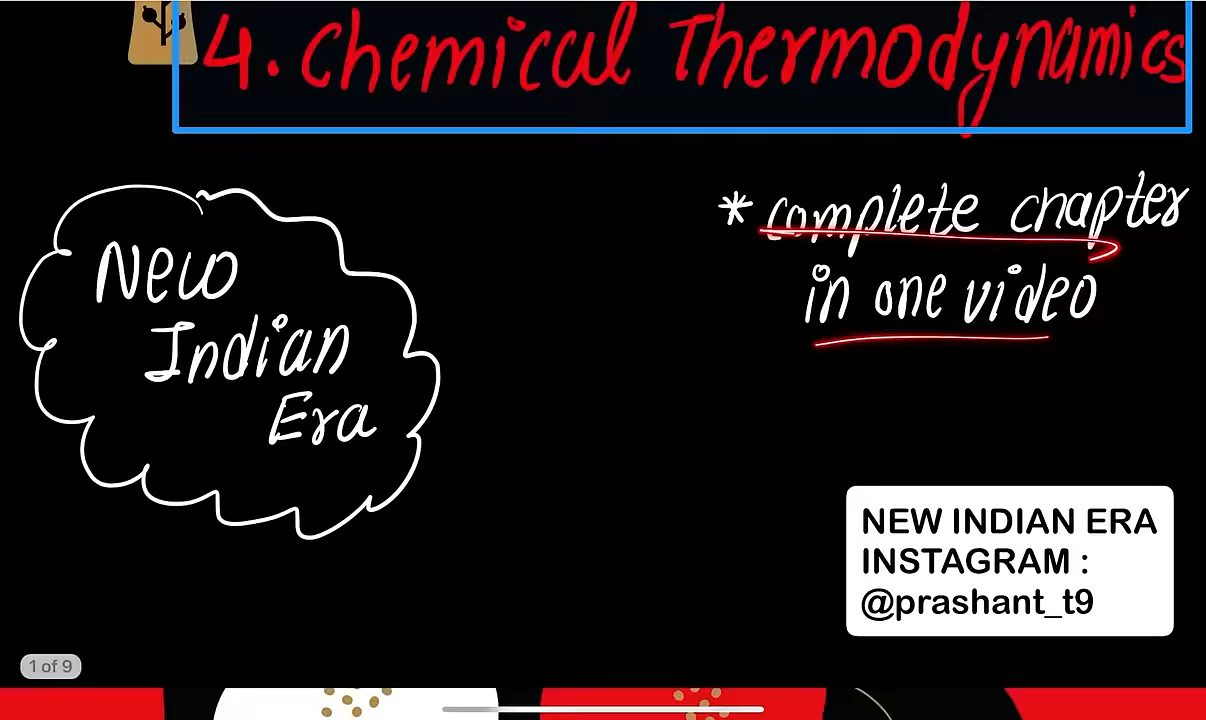 4. Chemical Thermodynamics
* complete chapter
in one video
New
Indian
Era
NEW INDIAN ERA
INSTAGRAM :
@prashant_t9
1 of 9